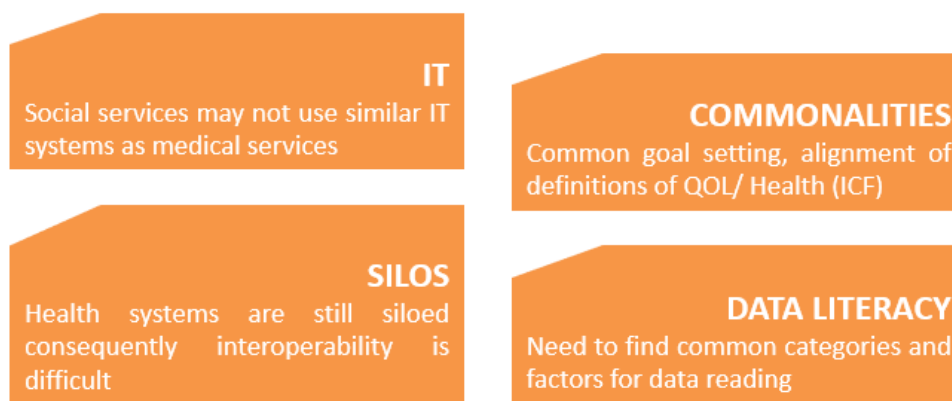 IT
Social services may not use similar IT
systems as medical services
SILOS
Health systems are still siloed
consequently interoperability is
difficult
COMMONALITIES
Common goal setting, alignment of
definitions of QOL/ Health (ICF)
DATA LITERACY
Need to find common categories and
factors for data reading